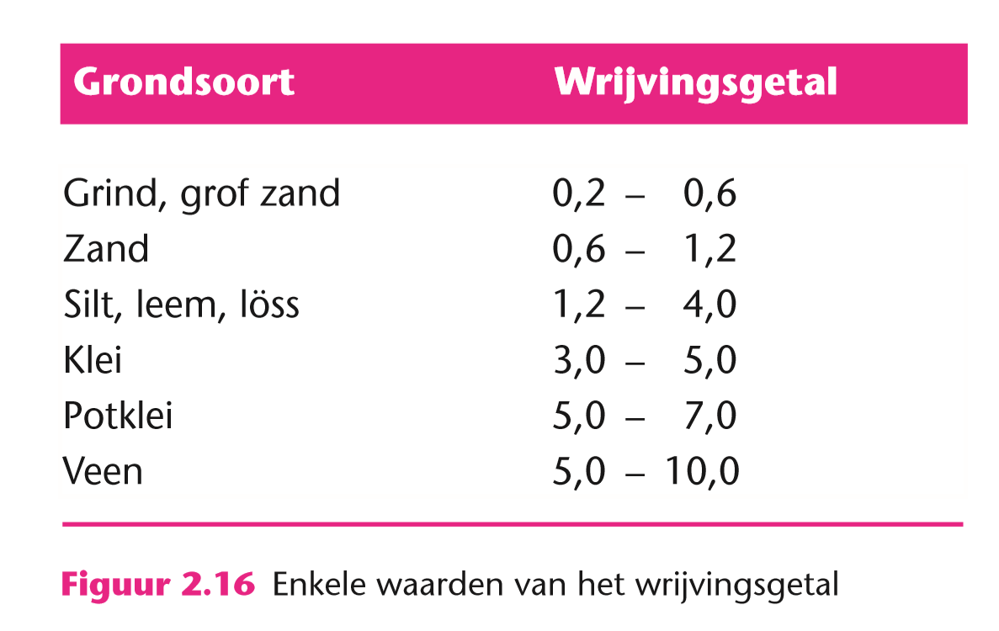 Grondsoort Wrijvingsgetal
Grind, grof zand 0,2 – 0,6
Zand 0,6 – 1,2
Silt, leem, löss 1,2 – 4,0
Klei 3,0 – 5,0
Potklei 5,0 – 7,0
Veen 5,0 – 10,0
Figuur 2.16 Enkele waarden van het wrijvingsgetal